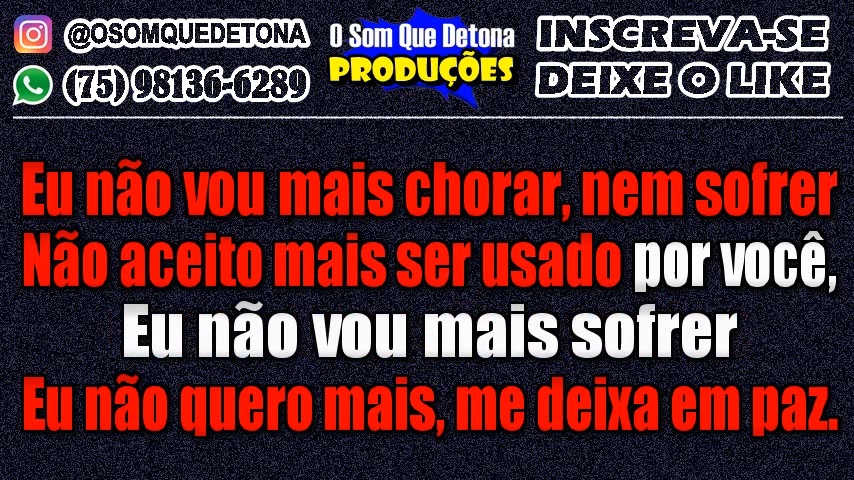 @OSOMQUEDETONA
(75) 98136-6289
O Som Que Detona
PRODUÇÕES
INSCREVA-SE
DEIXE O LIKE
Eu não vou mais chorar, nem sofrer
Não aceito mais ser usado por você,
Eu não vou mais sofrer
Eu não quero mais, me deixa em paz.